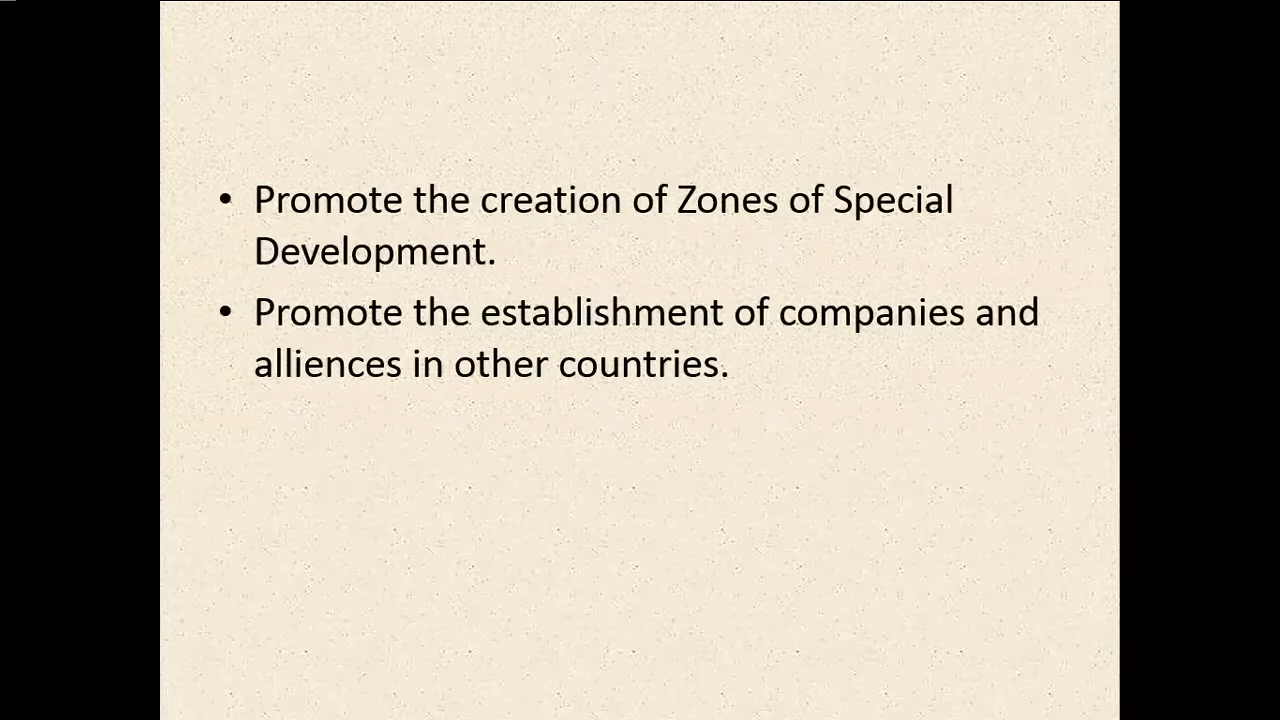 • Promote the creation of Zones of Special
Development.
• Promote the establishment of companies and
alliences in other countries.